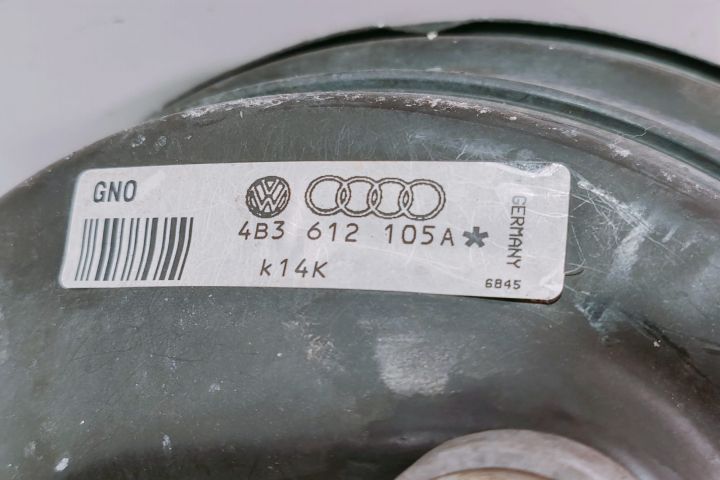 GNO
4B3 612 105A*
k14K
GERMANY
6845